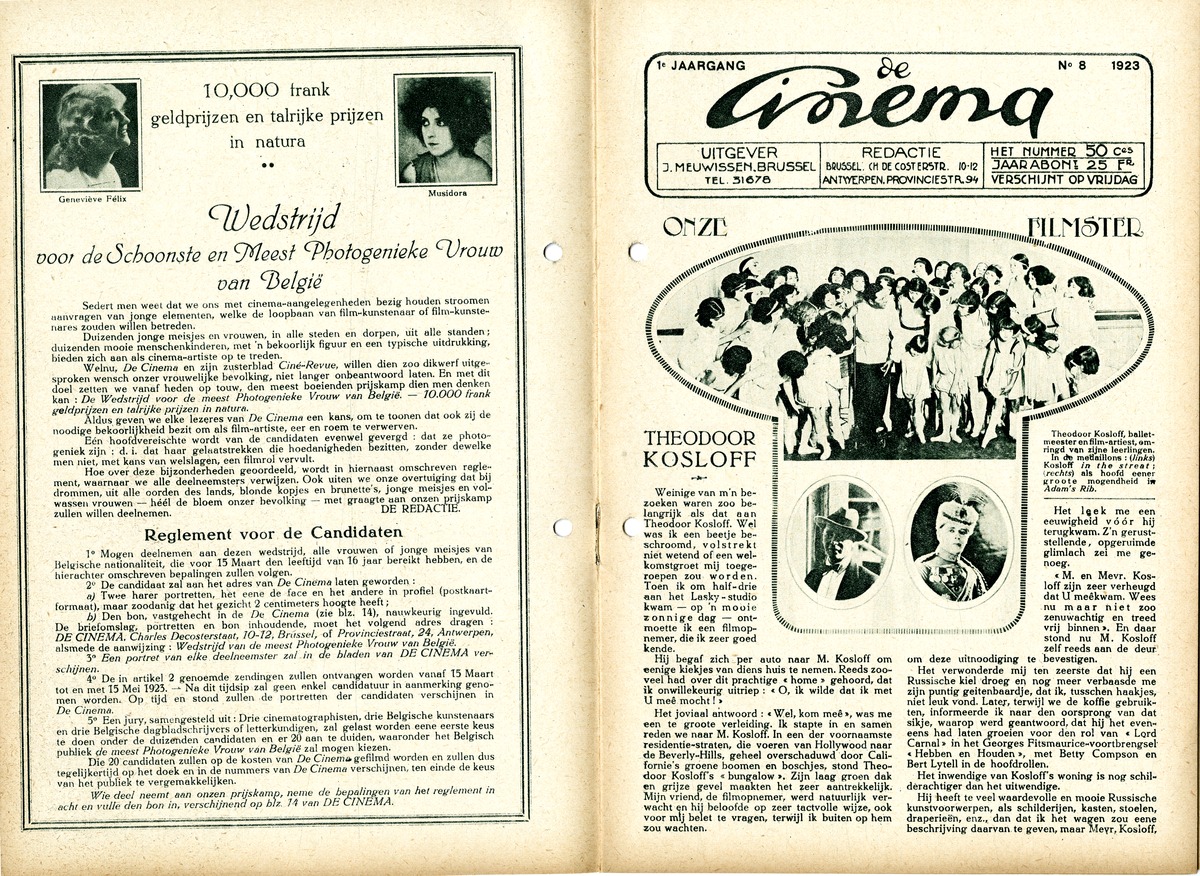 10,000 frank
geldprijzen en talrijke prijzen
in natura
Geneviève Félix
Musidora
Wedstrijd
voor de Schoonste en Meest Photogenieke Vrouw
van België
Sedert men weet dat we ons met cinema-aangelegenheden bezig houden stroomen
aanvragen van jonge elementen, welke de loopbaan van film-kunstenaar of film-kunste-
nares zouden willen betreden.
Duizenden jonge meisjes en vrouwen, in alle steden en dorpen, uit alle standen;
duizenden mooie menschenkinderen, met 'n bekoorlijk figuur en een typische uitdrukking,
bieden zich aan als cinema-artiste op te treden.
Welnu, De Cinema en zijn zusterblad Ciné-Revue, willen dien zoo dikwerf uitge-
sproken wensch onzer vrouwelijke bevolking, niet langer onbeantwoord laten. En met dit
doel zetten we vanaf heden op touw, den meest boeienden prijskamp dien men denken
kan : De Wedstrijd voor de meest Photogenieke Vrouw van België. — 10.000 frank
geldprijzen en talrijke prijzen in natura.
Aldus geven we elke lezeres van De Cinema een kans, om te toonen dat ook zij de
noodige bekoorlijkheid bezit om als film-artiste, eer en roem te verwerven.
Eén hoofdvereischte wordt van de candidaten evenwel gevergd : dat ze photo-
geniek zijn : d. i. dat haar gelaatstrekken die hoedanigheden bezitten, zonder dewelke
men niet, met kans van welslagen, een filmrol vervult.
Hoe over deze bijzonderheden geoordeeld, wordt in hiernaast omschreven regle-
ment, waarnaar we alle deelneemsters verwijzen. Ook uiten we onze overtuiging dat bij
drommen, uit alle oorden des lands, blonde kopjes en brunette's, jonge meisjes en vol-
wassen vrouwen — héél de bloem onzer bevolking — met graagte aan onzen prijskamp
zullen willen deelnemen.
DE REDACTIE.
Reglement voor de Candidaten
1° Mogen deelnemen aan dezen wedstrijd, alle vrouwen of jonge meisjes van
Belgische nationaliteit, die voor 15 Maart den leeftijd van 16 jaar bereikt hebben, en de
hierachter omschreven bepalingen zullen volgen.
2° De candidaat zal aan het adres van De Cinema laten geworden :
a) Twee harer portretten, het eene de face en het andere in profiel (postkaart-
formaat), maar zoodanig dat het gezicht 2 centimeters hoogte heeft ;
b) Den bon, vastgehecht in de De Cinema (zie blz. 14), nauwkeurig ingevuld.
De briefomslag, portretten en bon inhoudende, moet het volgend adres dragen :
DE CINEMA. Charles Decosterstaat, 10-12, Brussel, of Provinciestraat, 24, Antwerpen,
alsmede de aanwijzing : Wedstrijd van de meest Photogenieke Vrouw van België.
3° Een portret van elke deelneemster zal in de bladen van DE CINEMA ver-
schijnen.
4° De in artikel 2 genoemde zendingen zullen ontvangen worden vanaf 15 Maart
tot en met 15 Mei 1923. — Na dit tijdsip zal geen enkel candidatuur in aanmerking geno-
men worden. Op tijd en stond zullen de portretten der candidaten verschijnen in
De Cinema.
5° Een jury, samengesteld uit : Drie cinematographisten, drie Belgische kunstenaars
en drie Belgische dagbladschrijvers of letterkundigen, zal gelast worden eene eerste keus
te doen onder de duizenden candidaten en er 20 aan te duiden, waaronder het Belgisch
publiek de meest Photogenieke Vrouw van België zal mogen kiezen.
Die 20 candidaten zullen op de kosten van De Cinema gefilmd worden en zullen dus
tegelijkertijd op het doek en in de nummers van De Cinema verschijnen, ten einde de keus
van het publiek te vergemakkelijken.
Wie deel neemt aan onzen prijskamp, neme de bepalingen van het reglement in
acht en vulle den bon in, verschijnend op blz. 14 van DE CINEMA.
1e JAARGANG
No 8 1923
de
Cinema
UITGEVER
J. MEUWISSEN, BRUSSEL
TEL. 31678
REDACTIE
BRUSSEL. CH DE COSTERSTR. 10-12
ANTWERPEN, PROVINCIESTR. 94
HET NUMMER 50 Ces
JAARABONT 25 FR
VERSCHIJNT OP VRIJDAG
ONZE FILMSTER
THEODOOR
KOSLOFF
Theodoor Kosloff, ballet-
meester en film-artiest, om-
ringd van zijne leerlingen.
In de medaillons : (links)
Kosloff in the streat ;
(rechts) als hoofd eener
groote mogendheid in
Adam's Rib.
Weinige van m'n be-
zoeken waren zoo be-
langrijk als dat aan
Theodoor Kosloff. Wel
was ik een beetje be-
schroomd, volstrekt
niet wetend of een wel-
komstgroet mij toege-
roepen zou worden.
Toen ik om half-drie
aan het Lasky-studio
kwam — op 'n mooie
zonnige dag — ont-
moette ik een filmop-
nemer, die ik zeer goed
kende.
Hij begaf zich per auto naar M. Kosloff om
eenige kiekjes van diens huis te nemen. Reeds zoo-
veel had over dit prachtige « home » gehoord, dat
ik onwillekeurig uitriep : « O, ik wilde dat ik met
U meê mocht ! »
Het joviaal antwoord : « Wel, kom meê », was me
een te groote verleiding. Ik stapte in en samen
reden we naar M. Kosloff. In een der voornaamste
residentie-straten, die voeren van Hollywood naar
de Beverly-Hills, geheel overschaduwd door Cali-
fornië's groene boomen en boschjes, stond Theo-
door Kosloff's « bungalow ». Zijn laag groen dak
en grijze gevel maakten het zeer aantrekkelijk.
Mijn vriend, de filmopnemer, werd natuurlijk ver-
wacht en hij beloofde op zeer tactvolle wijze, ook
voor mij belet te vragen, terwijl ik buiten op hem
zou wachten.
Het leek me een
eeuwigheid vóór hij
terugkwam. Z'n gerust-
stellende, opgeruimde
glimlach zei me ge-
noeg.
« M. en Mevr. Kos-
loff zijn zeer verheugd
dat U meêkwam. Wees
nu maar niet zoo
zenuwachtig en treed
vrij binnen ». En daar
stond nu M. Kosloff
zelf reeds aan de deur
om deze uitnoodiging te bevestigen.
Het verwonderde mij ten zeerste dat hij een
Russische kiel droeg en nog meer verbaasde me
zijn puntig geitenbaardje, dat ik, tusschen haakjes,
niet leuk vond. Later, terwijl we de koffie gebruik-
ten, informeerde ik naar den oorsprong van dat
sikje, waarop werd geantwoord, dat hij het even-
eens had laten groeien voor den rol van « Lord
Carnal » in het Georges Fitsmaurice-voortbrengsel
« Hebben en Houden », met Betty Compson en
Bert Lytell in de hoofdrollen.
Het inwendige van Kosloff's woning is nog schil-
derachtiger dan het uitwendige.
Hij heeft te veel waardevolle en mooie Russische
kunstvoorwerpen, als schilderijen, kasten, stoelen,
draperieën, enz., dan dat ik het wagen zou eene
beschrijving daarvan te geven, maar Mevr. Kosloff,